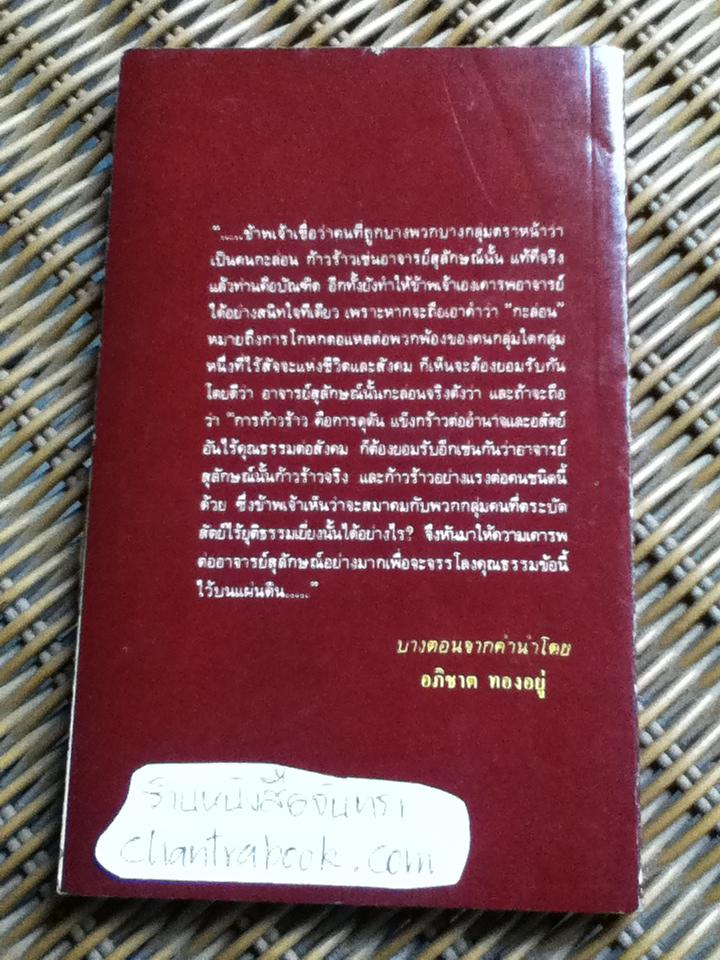 "......ข้าพเจ้าเชื่อว่าคนที่ถูกบางพวกบางกลุ่มตราหน้าว่า
เป็นคนกะล่อน ก้าวร้าวเช่นอาจารย์สุลักษณ์นั้น แท้ที่จริง
แล้วท่านคือบัณฑิต อีกทั้งยังทำให้ข้าพเจ้าเองเคารพอาจารย์
ได้อย่างสนิทใจทีเดียว เพราะหากจะถือเอาคำว่า "กะล่อน"
หมายถึงการโกหกตอแหลต่อพวกพ้องของคนกลุ่มใดกลุ่ม
หนึ่งที่ไร้สัจจะแห่งชีวิตและสังคม ก็เห็นจะต้องยอมรับกัน
โดยดีว่า อาจารย์สุลักษณ์นั้นกะล่อนจริงดังว่า และถ้าจะถือ
ว่า "การก้าวร้าว คือการดุดัน แข็งกร้าวต่ออำนาจและอสัตย์
อันไร้คุณธรรมต่อสังคม ก็ต้องยอมรับอีกเช่นกันว่าอาจารย์
สุลักษณ์นั้นก้าวร้าวจริง และก้าวร้าวอย่างแรงต่อคนชนิดนี้
ด้วย ซึ่งข้าพเจ้าเห็นว่าจะสมาคมกับพวกกลุ่มคนที่ตระบัด
สัตย์ไร้ยุติธรรมเยี่ยงนั้นได้อย่างไร? จึงหันมาให้ความเคารพ
ต่ออาจารย์สุลักษณ์อย่างมากเพื่อจะจรรโลงคุณธรรมข้อนี้
ไว้บนแผ่นดิน......"
บางตอนจากคำนำโดย
อภิชาต ทองอยู่
ร้านหนังสือจันทรา
chantrabook.com